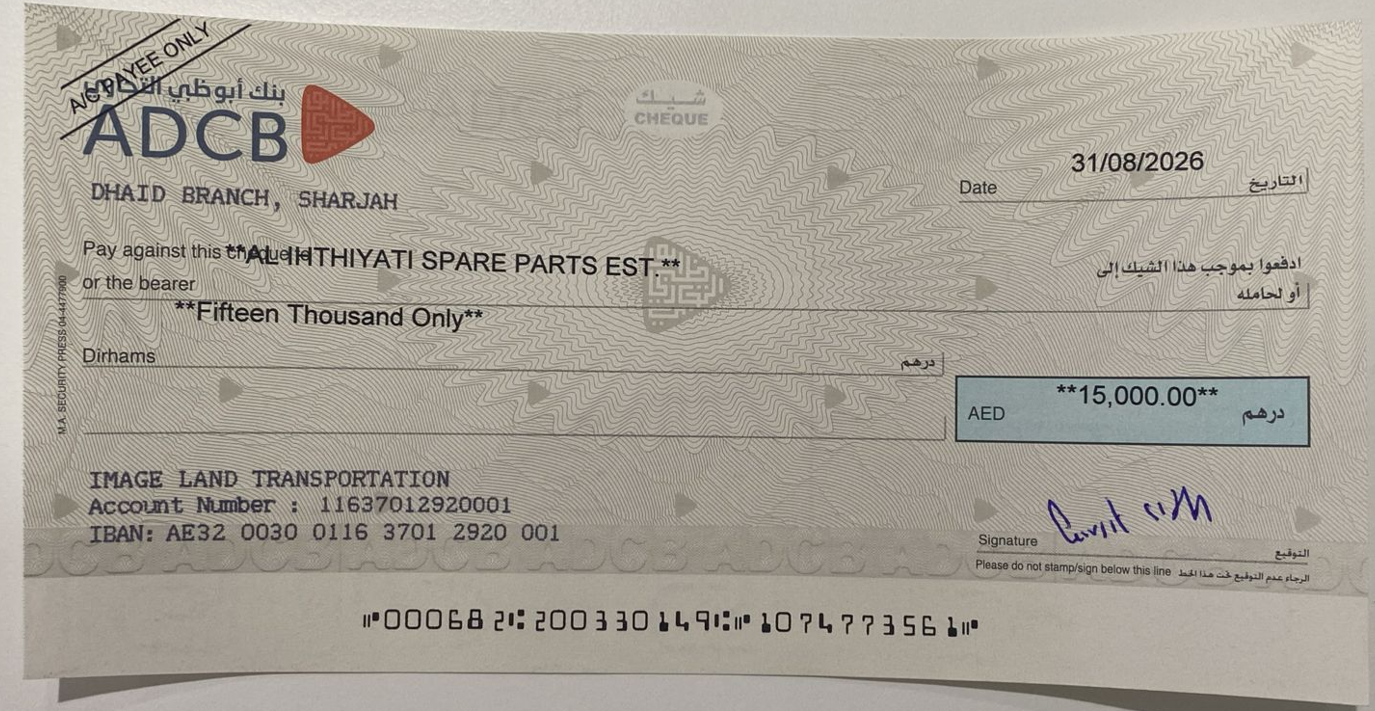 A/C PAYEE ONLY
بنك أبوظبي التجاري
ADCB
شيك
CHEQUE
DHAID BRANCH, SHARJAH
Date 31/08/2026 التاريخ
Pay against this cheque to **AL IHTHIYATI SPARE PARTS EST.** ادفعوا بموجب هذا الشيك إلى
or the bearer أو لحامله
**Fifteen Thousand Only**
Dirhams درهم
AED **15,000.00** درهم
IMAGE LAND TRANSPORTATION
Account Number : 11637012920001
IBAN: AE32 0030 0116 3701 2920 001
Signature التوقيع
Please do not stamp/sign below this line الرجاء عدم التوقيع تحت هذا الخط
M.A. SECURITY PRESS 04-4477900
ADCB ADCB ADCB
⑈000682⑆200330149⑆⑈1074773561⑈